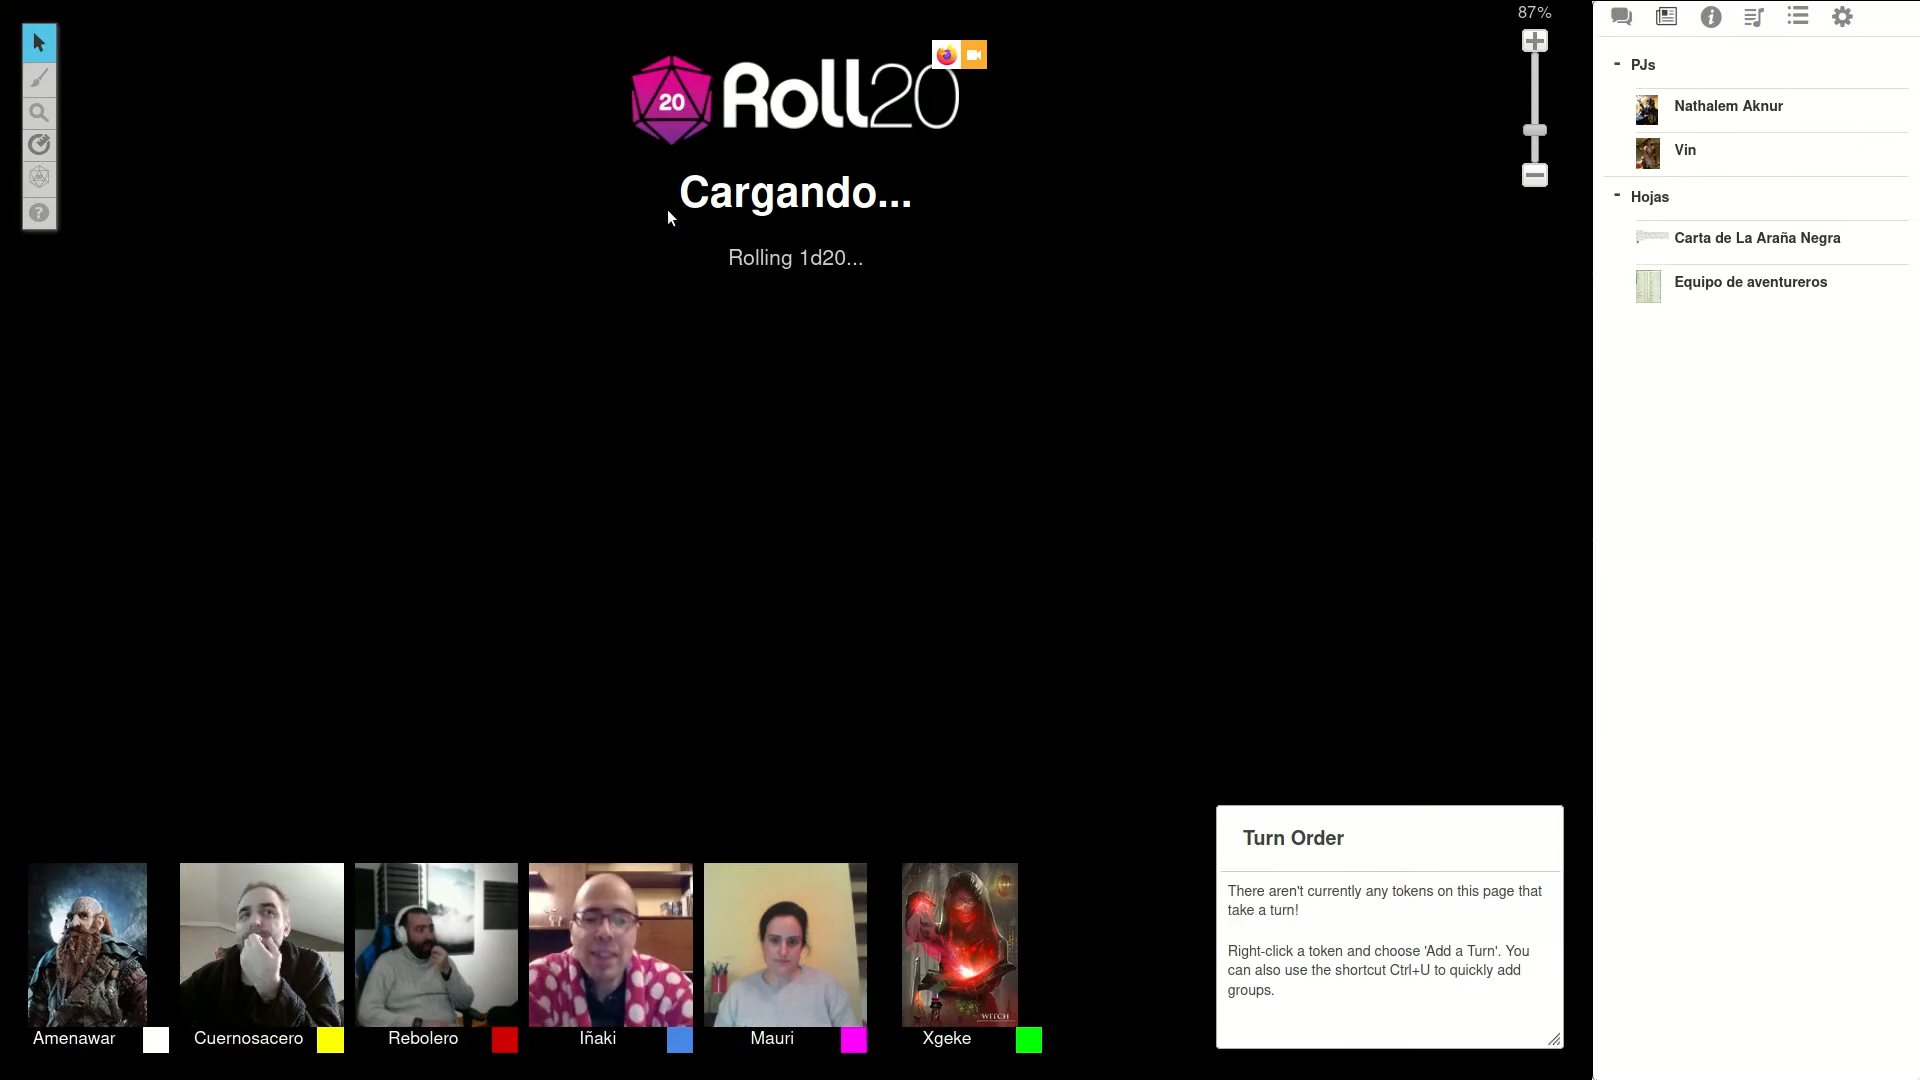 87%
20
Roll20
Cargando...
Rolling 1d20...
- PJs
Nathalem Aknur
Vin
- Hojas
Carta de La Araña Negra
Equipo de aventureros
Turn Order
There aren't currently any tokens on this page that
take a turn!
Right-click a token and choose 'Add a Turn'. You
can also use the shortcut Ctrl+U to quickly add
groups.
WITCH
Amenawar
Cuernosacero
Rebolero
Iñaki
Mauri
Xgeke